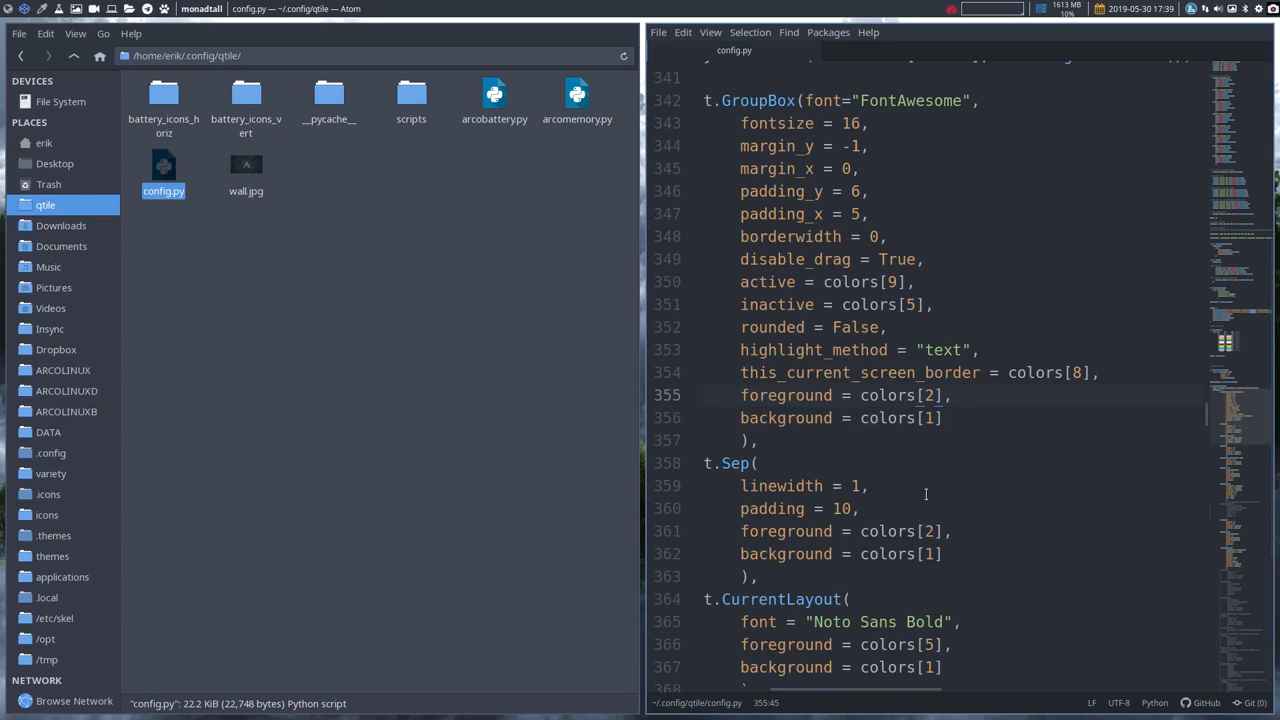 monadtall
config.py — ~/.config/qtile — Atom
1613 MB
10%
2019-05-30 17:39
File Edit View Go Help
/home/erik/.config/qtile/
DEVICES
File System
PLACES
erik
Desktop
Trash
qtile
Downloads
Documents
Music
Pictures
Videos
Insync
Dropbox
ARCOLINUX
ARCOLINUXD
ARCOLINUXB
DATA
.config
variety
.icons
icons
.themes
themes
applications
.local
/etc/skel
/opt
/tmp
NETWORK
Browse Network
battery_icons_h
oriz
battery_icons_v
ert
__pycache__
scripts
arcobattery.py
arcomemory.py
config.py
wall.jpg
"config.py" — 22.2 KiB (22,748 bytes) Python script
File Edit View Selection Find Packages Help
config.py
341
342 t.GroupBox(font="FontAwesome",
343 fontsize = 16,
344 margin_y = -1,
345 margin_x = 0,
346 padding_y = 6,
347 padding_x = 5,
348 borderwidth = 0,
349 disable_drag = True,
350 active = colors[9],
351 inactive = colors[5],
352 rounded = False,
353 highlight_method = "text",
354 this_current_screen_border = colors[8],
355 foreground = colors[2],
356 background = colors[1]
357 ),
358 t.Sep(
359 linewidth = 1,
360 padding = 10,
361 foreground = colors[2],
362 background = colors[1]
363 ),
364 t.CurrentLayout(
365 font = "Noto Sans Bold",
366 foreground = colors[5],
367 background = colors[1]
368 )
~/.config/qtile/config.py 355:45 LF UTF-8 Python GitHub Git (0)